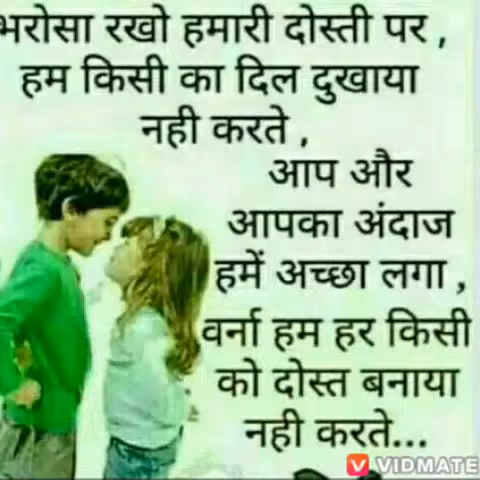 भरोसा रखो हमारी दोस्ती पर ,
हम किसी का दिल दुखाया
नही करते ,
आप और
आपका अंदाज
हमें अच्छा लगा ,
वर्ना हम हर किसी
को दोस्त बनाया
नही करते...
VIDMATE